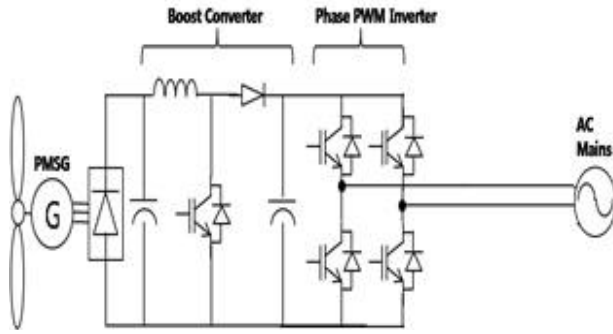 Boost Converter
Phase PWM Inverter
PMSG
G
AC
Mains